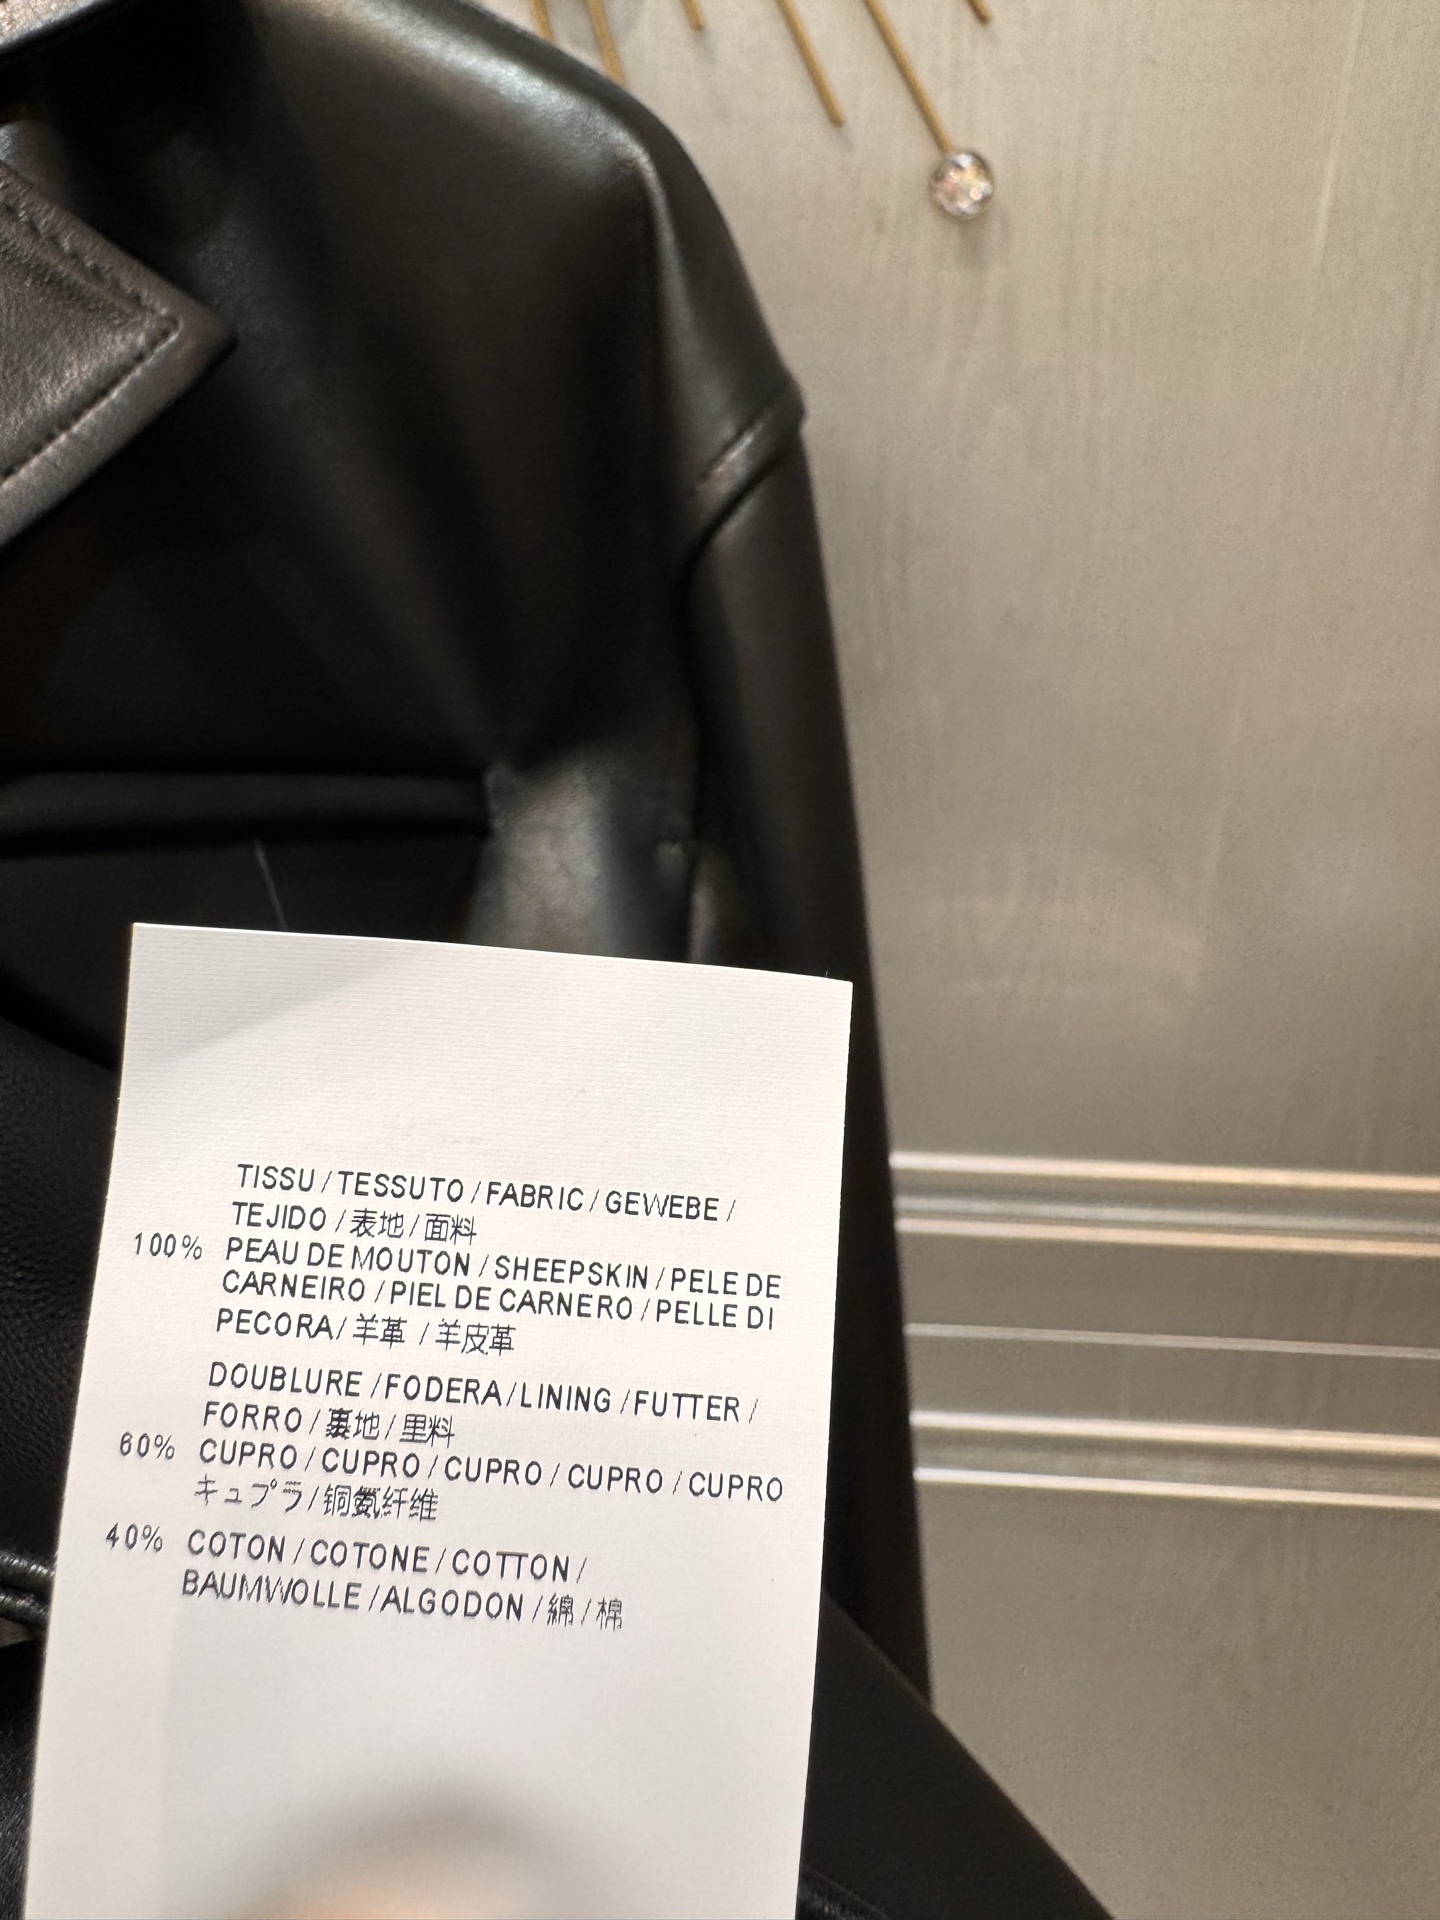 TISSU / TESSUTO / FABRIC / GEWEBE /
TEJIDO / 表地 / 面料
100% PEAU DE MOUTON / SHEEPSKIN / PELE DE
CARNEIRO / PIEL DE CARNERO / PELLE DI
PECORA / 羊革 / 羊皮革
DOUBLURE / FODERA / LINING / FUTTER /
FORRO / 裏地 / 里料
60% CUPRO / CUPRO / CUPRO / CUPRO / CUPRO
キュプラ / 铜氨纤维
40% COTON / COTONE / COTTON /
BAUMWOLLE / ALGODON / 綿 / 棉